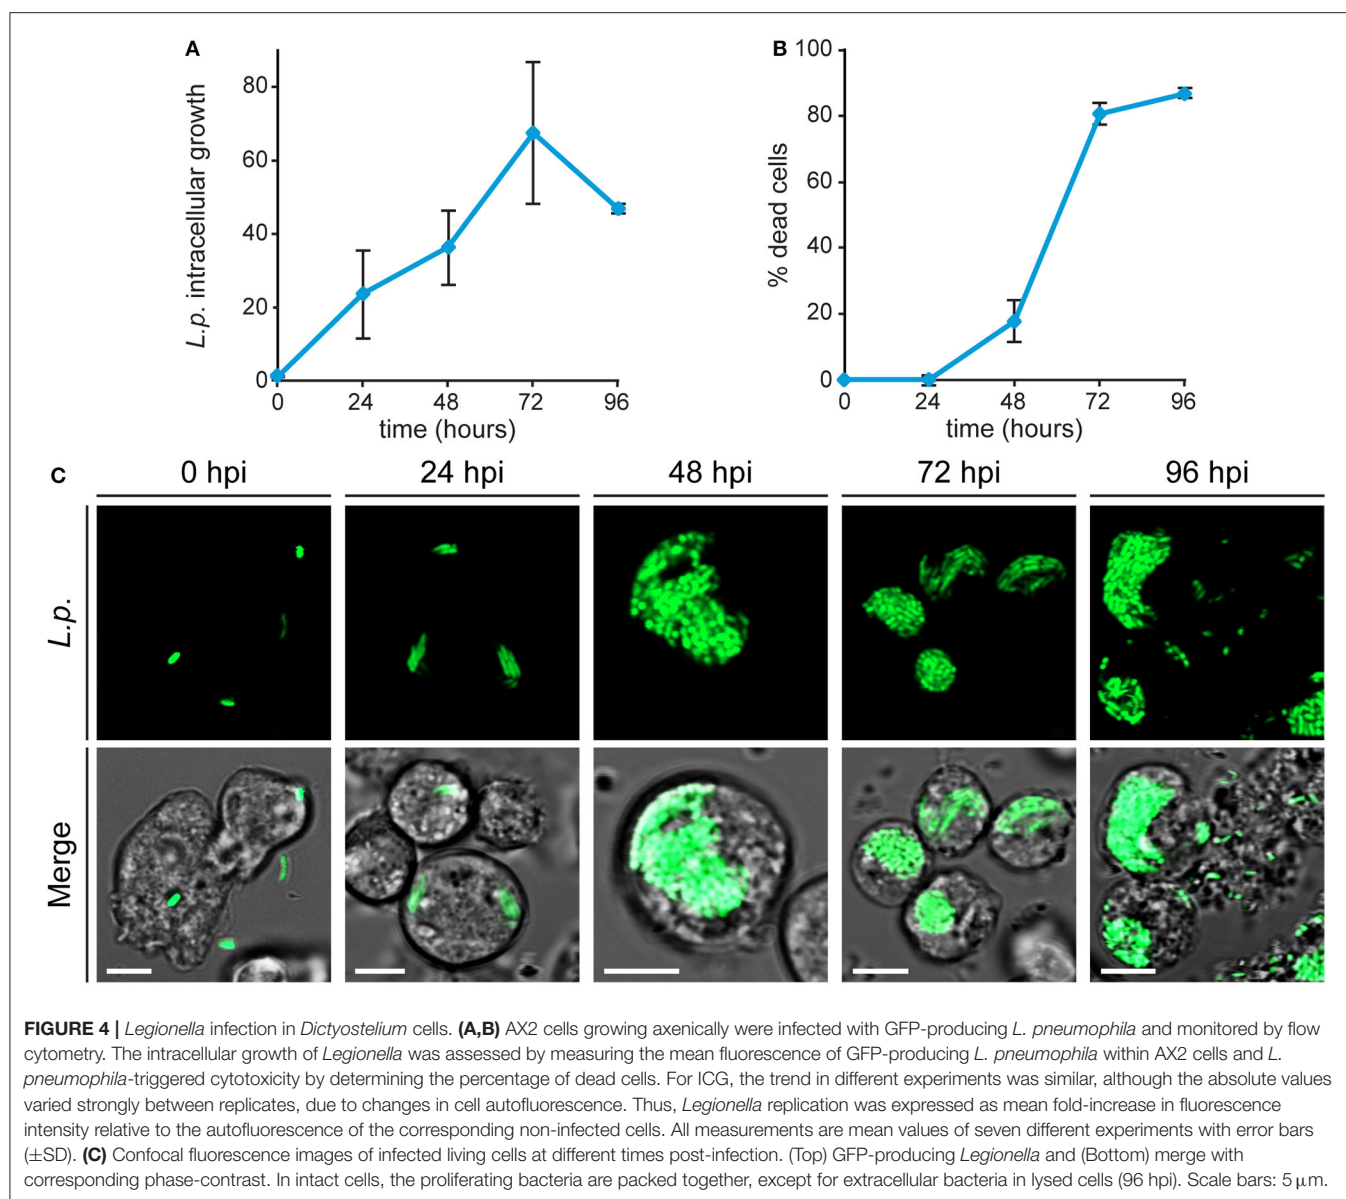 A
L.p. intracellular growth
80
60
40
20
0
0 24 48 72 96
time (hours)
B
% dead cells
100
80
60
40
20
0
0 24 48 72 96
time (hours)
C
0 hpi 24 hpi 48 hpi 72 hpi 96 hpi
L.p.
Merge
FIGURE 4 | Legionella infection in Dictyostelium cells. (A,B) AX2 cells growing axenically were infected with GFP-producing L. pneumophila and monitored by flow
cytometry. The intracellular growth of Legionella was assessed by measuring the mean fluorescence of GFP-producing L. pneumophila within AX2 cells and L.
pneumophila-triggered cytotoxicity by determining the percentage of dead cells. For ICG, the trend in different experiments was similar, although the absolute values
varied strongly between replicates, due to changes in cell autofluorescence. Thus, Legionella replication was expressed as mean fold-increase in fluorescence
intensity relative to the autofluorescence of the corresponding non-infected cells. All measurements are mean values of seven different experiments with error bars
(±SD). (C) Confocal fluorescence images of infected living cells at different times post-infection. (Top) GFP-producing Legionella and (Bottom) merge with
corresponding phase-contrast. In intact cells, the proliferating bacteria are packed together, except for extracellular bacteria in lysed cells (96 hpi). Scale bars: 5 μm.